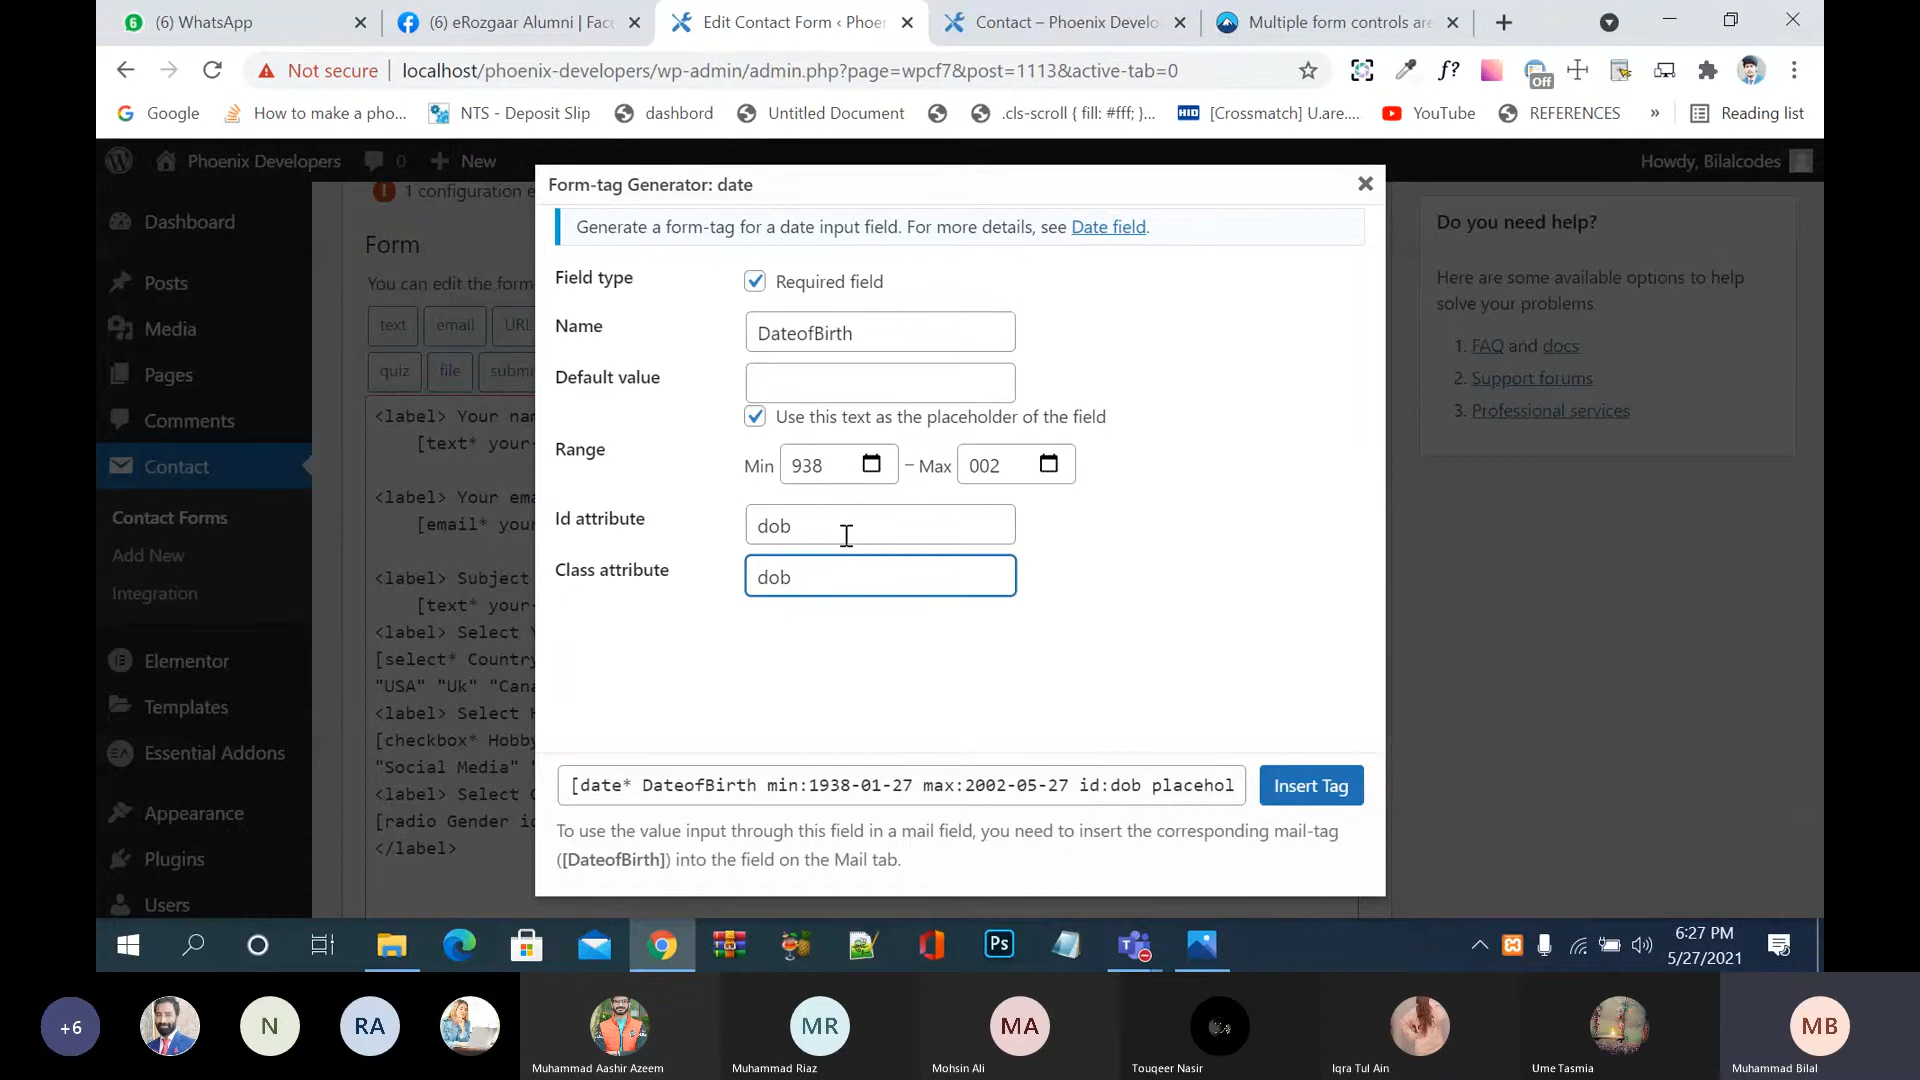 (6) WhatsApp
(6) eRozgaar Alumni | Fac
Edit Contact Form ‹ Phoe
Contact – Phoenix Develo
Multiple form controls are
Not secure
localhost/phoenix-developers/wp-admin/admin.php?page=wpcf7&post=1113&active-tab=0
f?
Off
Google
How to make a pho...
NTS - Deposit Slip
dashbord
Untitled Document
.cls-scroll { fill: #fff; }...
HID
[Crossmatch] U.are....
YouTube
REFERENCES
»
Reading list
Phoenix Developers
0
New
Howdy, Bilalcodes
Dashboard
Posts
Media
Pages
Comments
Contact
Contact Forms
Add New
Integration
Elementor
Templates
Essential Addons
Appearance
Plugins
Users
1 configuration e
Form
You can edit the form
text
email
URL
quiz
file
submi
<label> Your nam
[text* your-
<label> Your ema
[email* your
<label> Subject
[text* your-
<label> Select Y
[select* Country
"USA" "Uk" "Cana
<label> Select H
[checkbox* Hobby
"Social Media" "
<label> Select G
[radio Gender id
</label>
Form-tag Generator: date
Generate a form-tag for a date input field. For more details, see Date field.
Field type
Required field
Name
DateofBirth
Default value
Use this text as the placeholder of the field
Range
Min 938 – Max 002
Id attribute
dob
Class attribute
dob
[date* DateofBirth min:1938-01-27 max:2002-05-27 id:dob placehol
Insert Tag
To use the value input through this field in a mail field, you need to insert the corresponding mail-tag
([DateofBirth]) into the field on the Mail tab.
Do you need help?
Here are some available options to help
solve your problems.
1. FAQ and docs
2. Support forums
3. Professional services
Ps
6:27 PM
5/27/2021
+6
N
RA
Muhammad Aashir Azeem
MR
Muhammad Riaz
MA
Mohsin Ali
Touqeer Nasir
Iqra Tul Ain
Ume Tasmia
MB
Muhammad Bilal